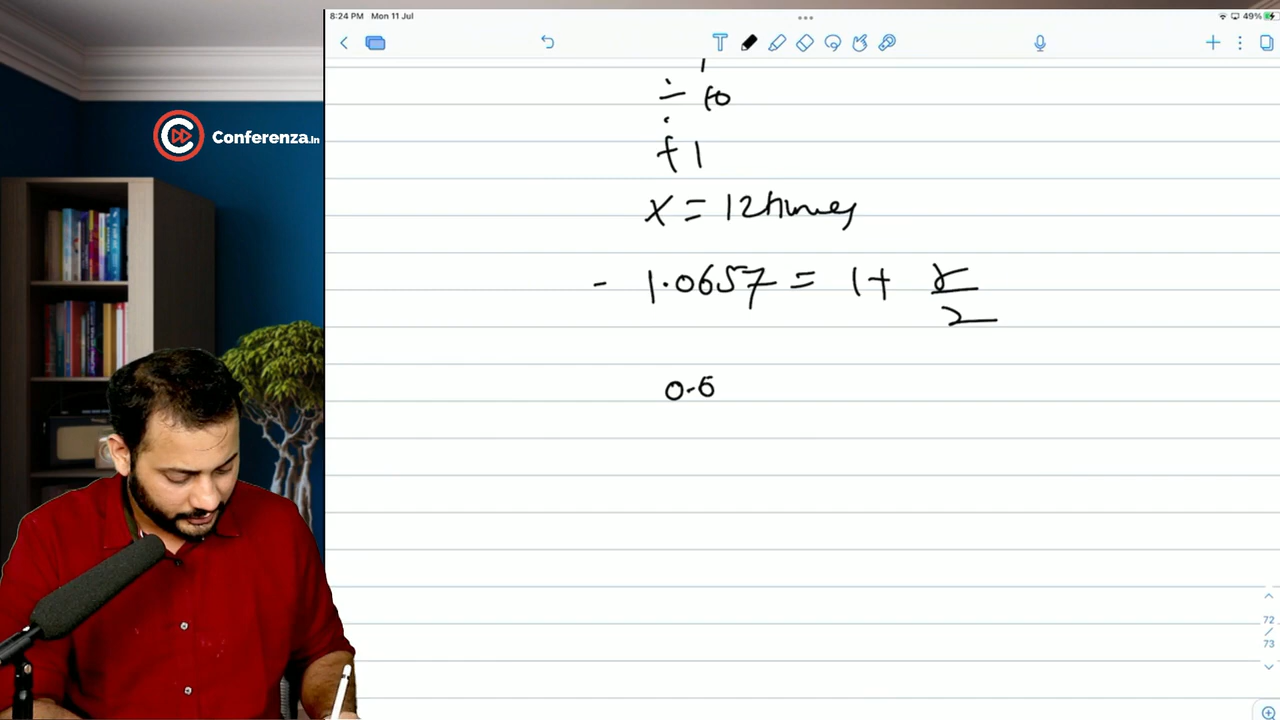 8:24 PM Mon 11 Jul
49%
Conferenza.in
÷ 10
+ 1
x = 12 times
- 1.0657 = 1 + r/2
0.6
72
/
73